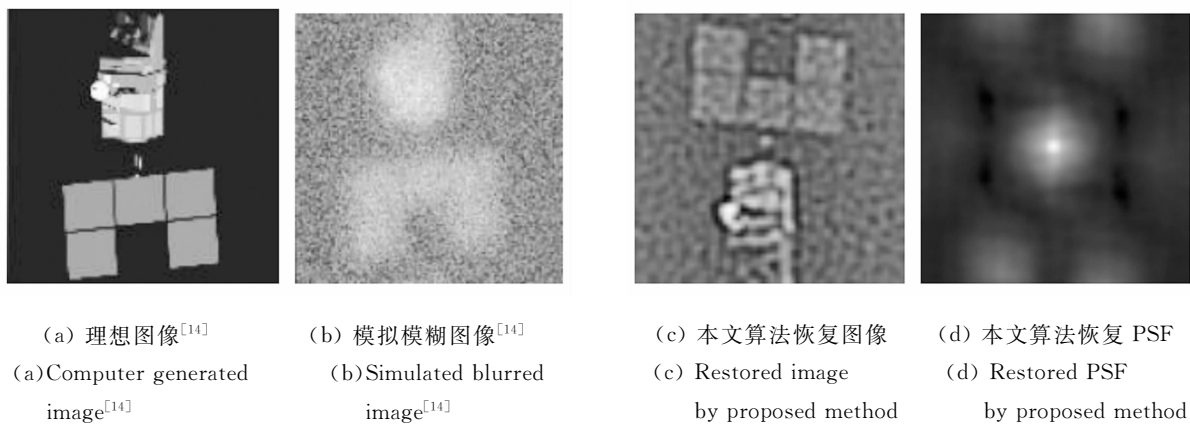 (a) 理想图像[14]
(a)Computer generated
image[14]
(b) 模拟模糊图像[14]
(b)Simulated blurred
image[14]
(c) 本文算法恢复图像
(c) Restored image
by proposed method
(d) 本文算法恢复 PSF
(d) Restored PSF
by proposed method